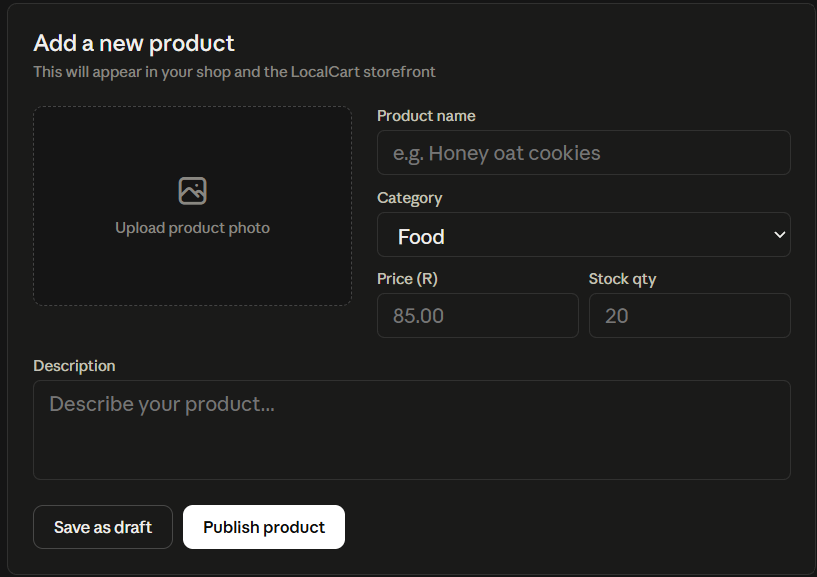 Add a new product
This will appear in your shop and the LocalCart storefront
Upload product photo
Product name
e.g. Honey oat cookies
Category
Food
Price (R)
Stock qty
85.00
20
Description
Describe your product...
Save as draft
Publish product